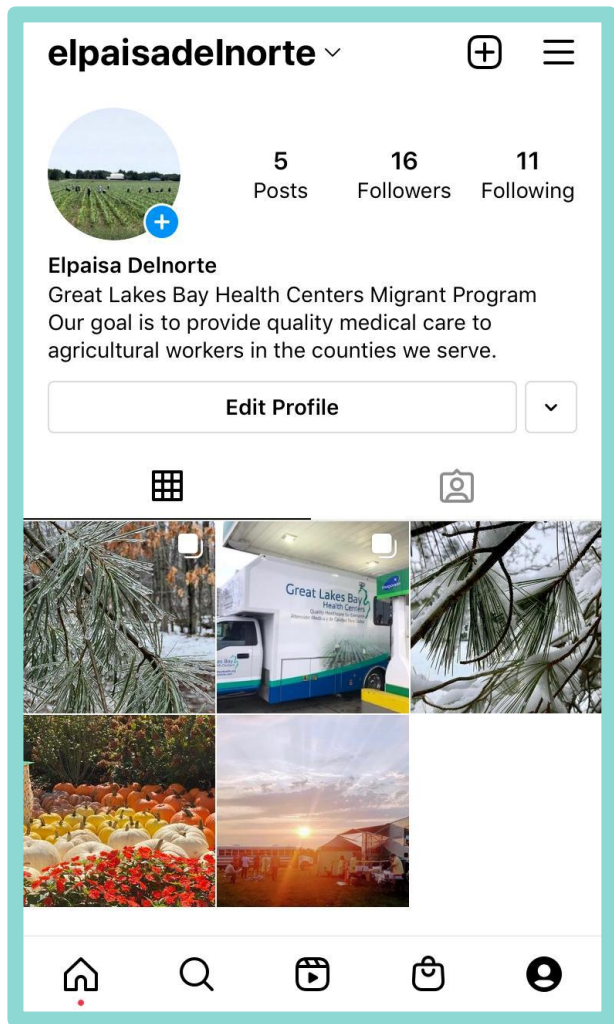 elpaisadelnorte
5 16 11
Posts Followers Following
Elpaisa Delnorte
Great Lakes Bay Health Centers Migrant Program
Our goal is to provide quality medical care to
agricultural workers in the counties we serve.
Edit Profile
Great Lakes Bay
Health Centers